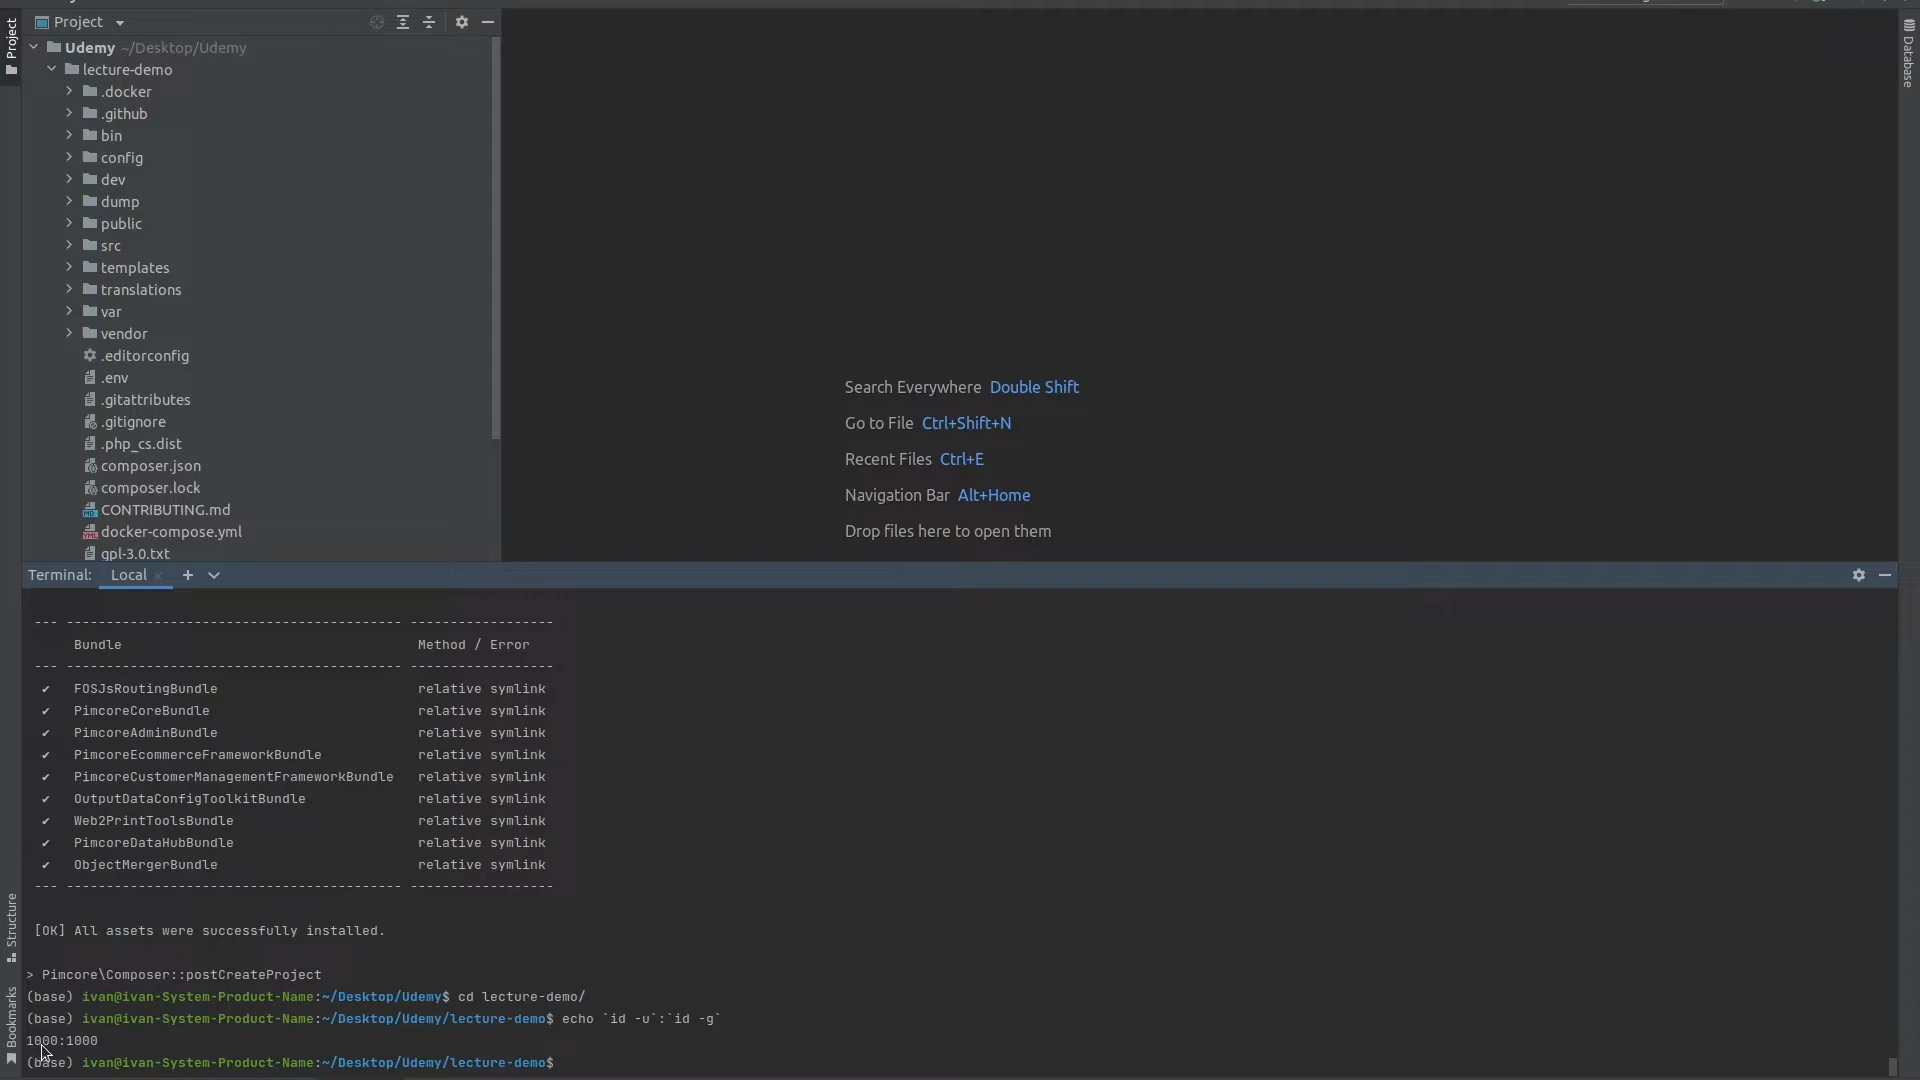 Project
Project
Udemy ~/Desktop/Udemy
lecture-demo
.docker
.github
bin
config
dev
dump
public
src
templates
translations
var
vendor
.editorconfig
.env
.gitattributes
.gitignore
.php_cs.dist
composer.json
composer.lock
CONTRIBUTING.md
docker-compose.yml
gpl-3.0.txt
Search Everywhere Double Shift
Go to File Ctrl+Shift+N
Recent Files Ctrl+E
Navigation Bar Alt+Home
Drop files here to open them
Database
Terminal: Local
--- ------------------------------------------ ------------------
Bundle Method / Error
--- ------------------------------------------ ------------------
✔ FOSJsRoutingBundle relative symlink
✔ PimcoreCoreBundle relative symlink
✔ PimcoreAdminBundle relative symlink
✔ PimcoreEcommerceFrameworkBundle relative symlink
✔ PimcoreCustomerManagementFrameworkBundle relative symlink
✔ OutputDataConfigToolkitBundle relative symlink
✔ Web2PrintToolsBundle relative symlink
✔ PimcoreDataHubBundle relative symlink
✔ ObjectMergerBundle relative symlink
--- ------------------------------------------ ------------------
[OK] All assets were successfully installed.
> Pimcore\Composer::postCreateProject
(base) ivan@ivan-System-Product-Name:~/Desktop/Udemy$ cd lecture-demo/
(base) ivan@ivan-System-Product-Name:~/Desktop/Udemy/lecture-demo$ echo `id -u`:`id -g`
1000:1000
(base) ivan@ivan-System-Product-Name:~/Desktop/Udemy/lecture-demo$
Structure
Bookmarks